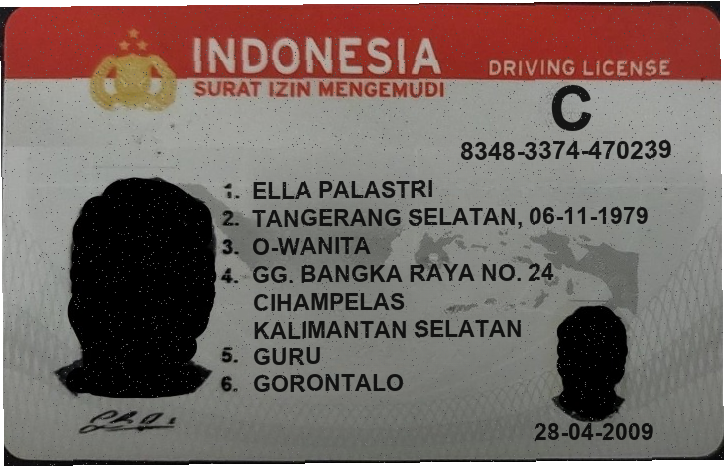 INDONESIA
SURAT IZIN MENGEMUDI
DRIVING LICENSE
C
8348-3374-470239
1. ELLA PALASTRI
2. TANGERANG SELATAN, 06-11-1979
3. O-WANITA
4. GG. BANGKA RAYA NO. 24
CIHAMPELAS
KALIMANTAN SELATAN
5. GURU
6. GORONTALO
28-04-2009